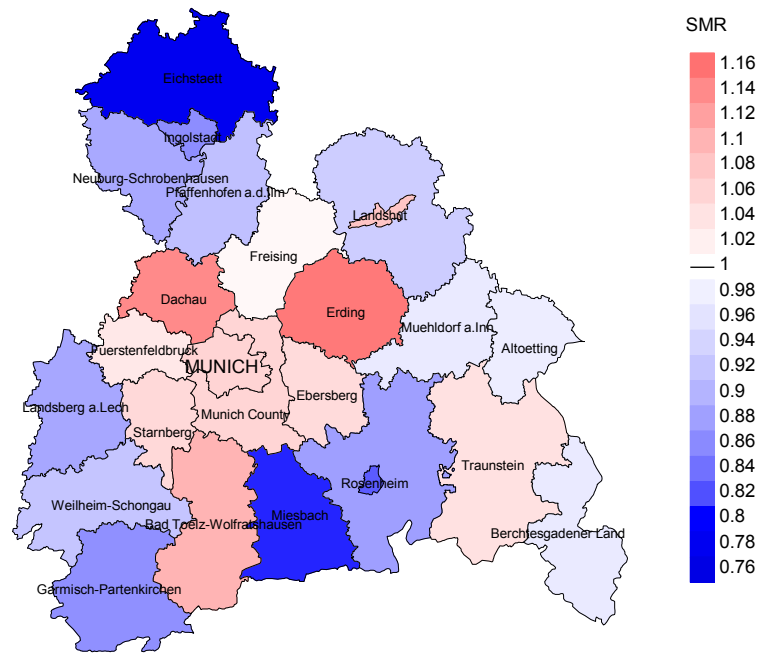 SMR
1.16
1.14
1.12
1.1
1.08
1.06
1.04
1.02
1
0.98
0.96
0.94
0.92
0.9
0.88
0.86
0.84
0.82
0.8
0.78
0.76
Eichstaett
Ingolstadt
Neuburg-Schrobenhausen
Pfaffenhofen a.d.Ilm
Landshut
Freising
Dachau
Erding
Muehldorf a.Inn
Altoetting
Fuerstenfeldbruck
MUNICH
Ebersberg
Landsberg a.Lech
Munich County
Starnberg
Traunstein
Rosenheim
Weilheim-Schongau
Miesbach
Bad Toelz-Wolfratshausen
Berchtesgadener Land
Garmisch-Partenkirchen